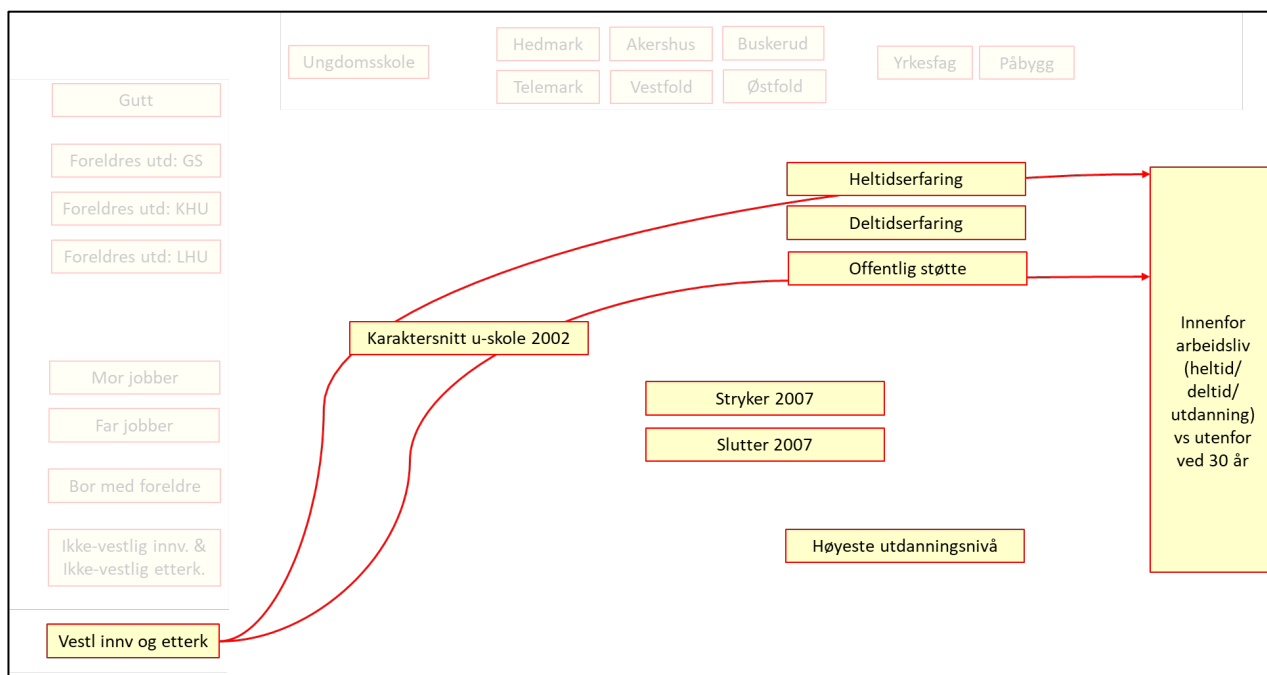 Ungdomsskole
Hedmark
Akershus
Buskerud
Telemark
Vestfold
Østfold
Yrkesfag
Påbygg
Gutt
Foreldres utd: GS
Foreldres utd: KHU
Foreldres utd: LHU
Mor jobber
Far jobber
Bor med foreldre
Ikke-vestlig innv. &
Ikke-vestlig etterk.
Vestl innv og etterk
Karaktersnitt u-skole 2002
Heltidserfaring
Deltidserfaring
Offentlig støtte
Stryker 2007
Slutter 2007
Høyeste utdanningsnivå
Innenfor
arbeidsliv
(heltid/
deltid/
utdanning)
vs utenfor
ved 30 år